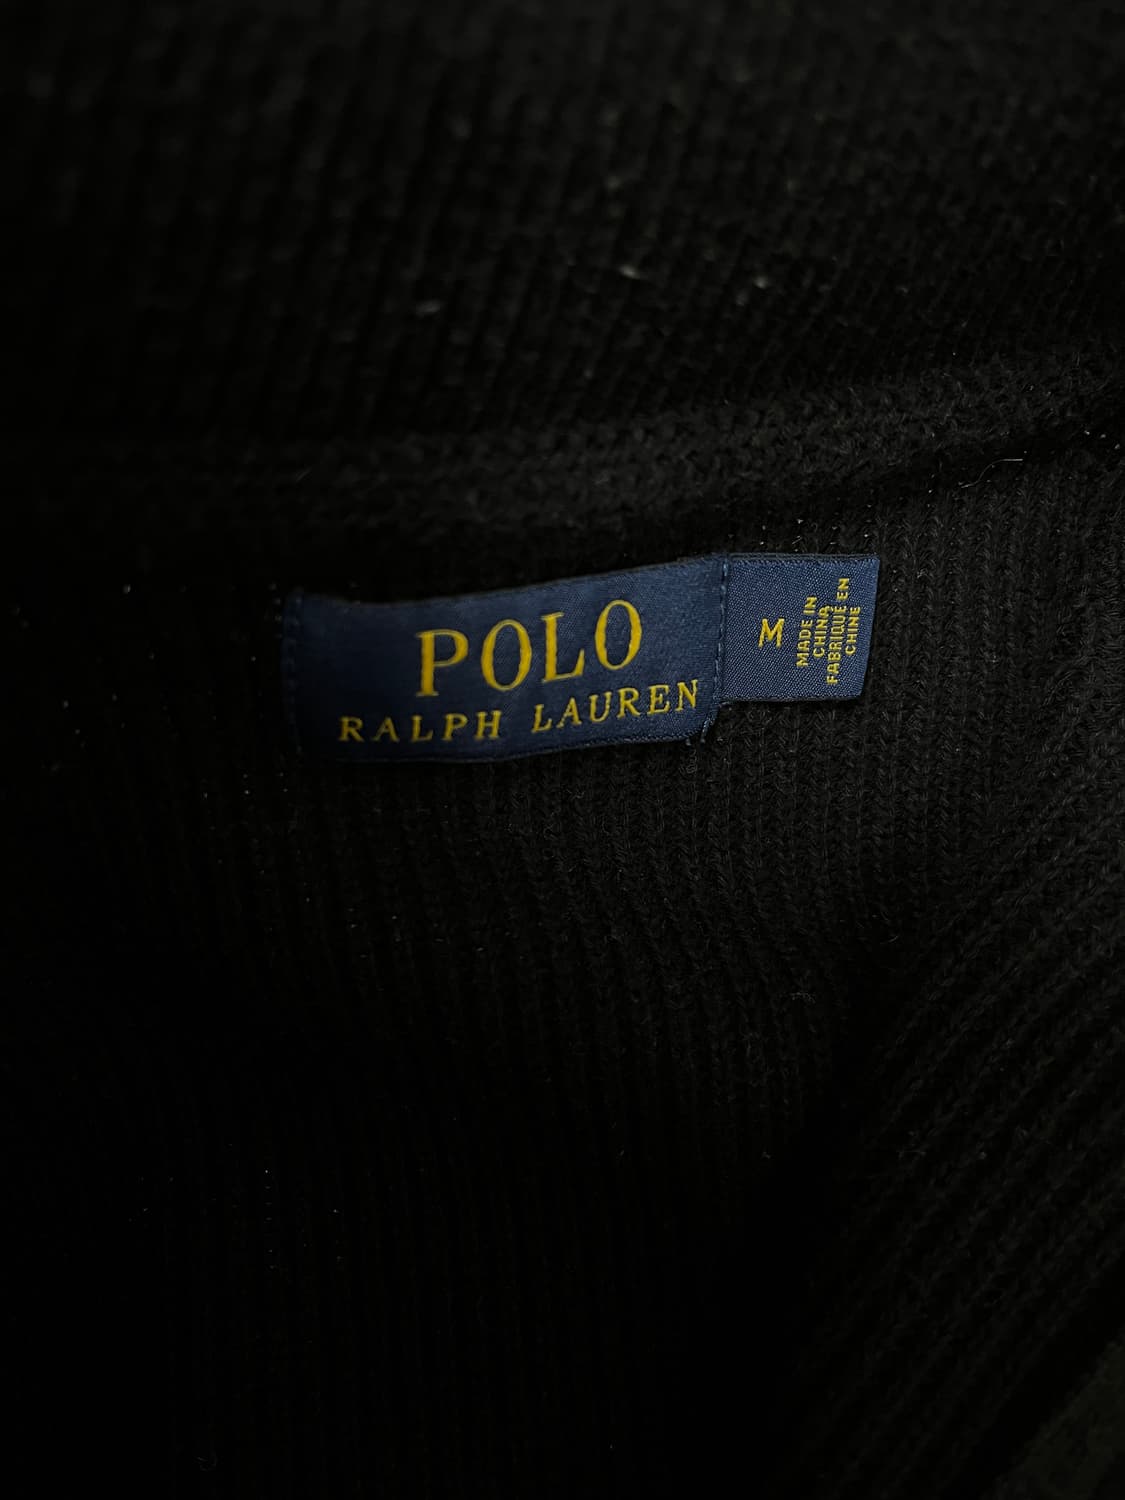 POLO
RALPH LAUREN
M
MADE IN
CHINA
FABRIQUÉ EN
CHINE